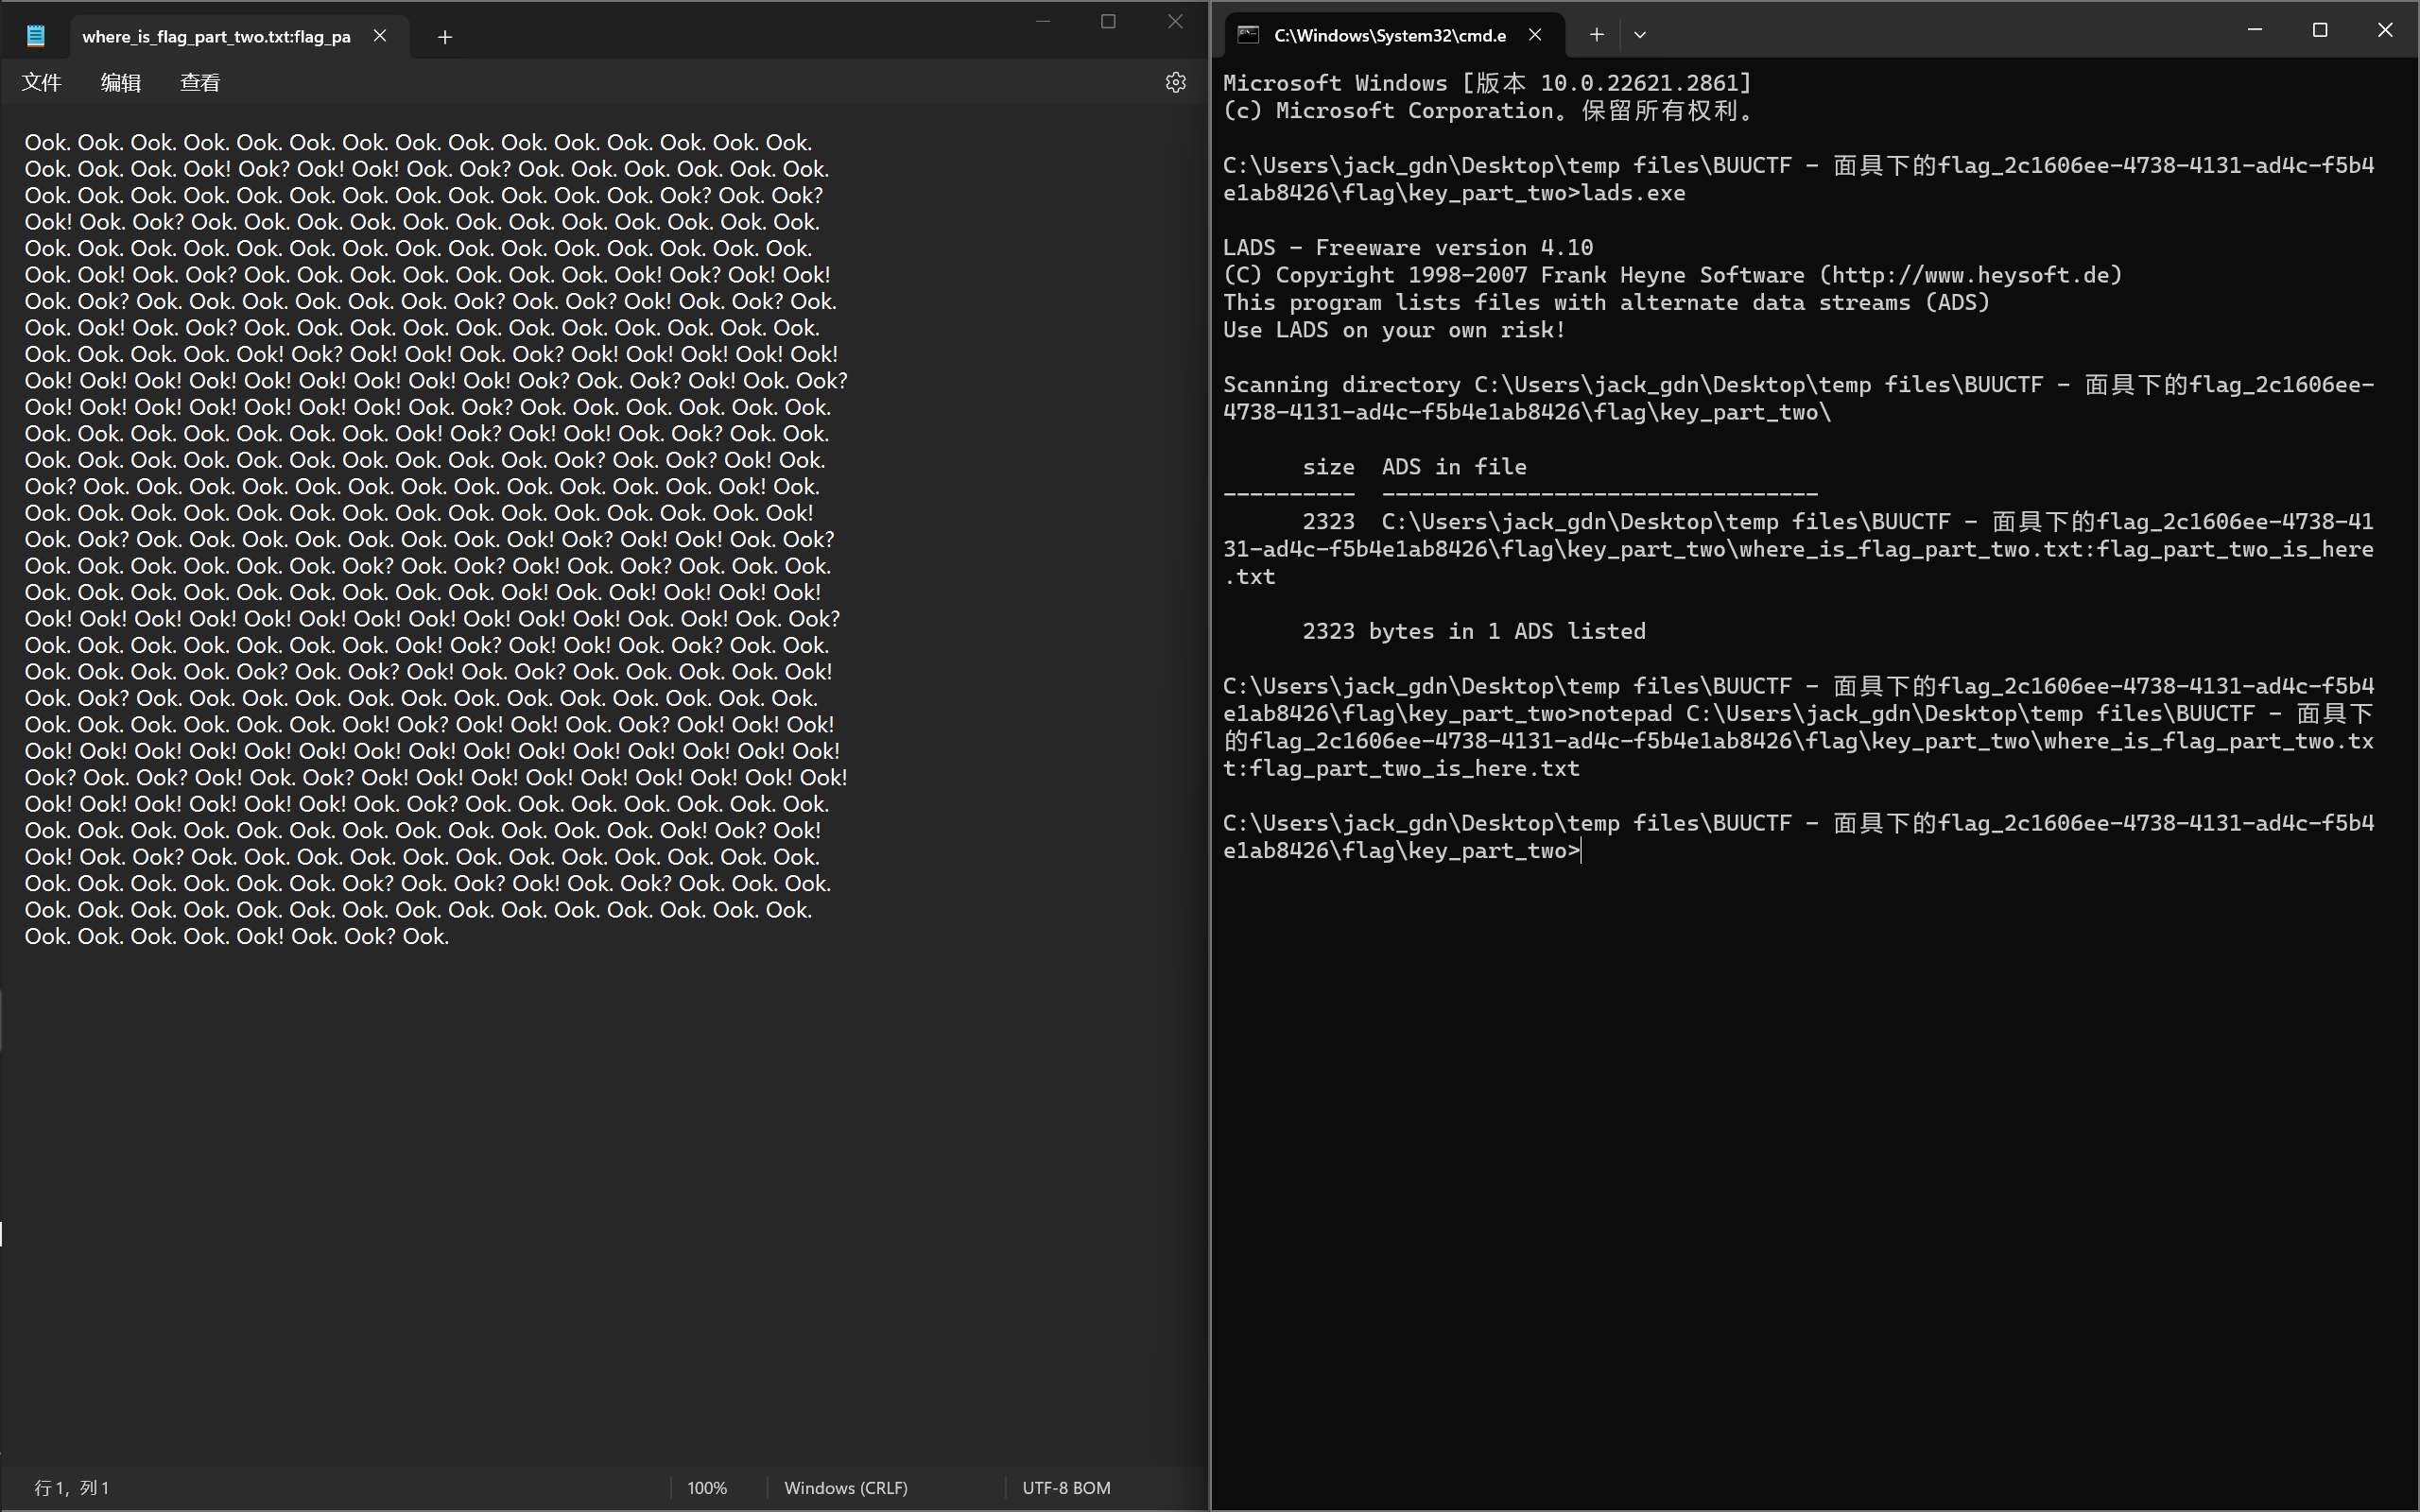 where_is_flag_part_two.txt:flag_pa
文件 编辑 查看
Ook. Ook. Ook. Ook. Ook. Ook. Ook. Ook. Ook. Ook. Ook. Ook. Ook. Ook. Ook.
Ook. Ook. Ook. Ook! Ook? Ook! Ook! Ook. Ook? Ook. Ook. Ook. Ook. Ook. Ook.
Ook. Ook. Ook. Ook. Ook. Ook. Ook. Ook. Ook. Ook. Ook. Ook. Ook? Ook. Ook?
Ook! Ook. Ook? Ook. Ook. Ook. Ook. Ook. Ook. Ook. Ook. Ook. Ook. Ook. Ook.
Ook. Ook. Ook. Ook. Ook. Ook. Ook. Ook. Ook. Ook. Ook. Ook. Ook. Ook. Ook.
Ook. Ook! Ook. Ook? Ook. Ook. Ook. Ook. Ook. Ook. Ook. Ook! Ook? Ook! Ook!
Ook. Ook? Ook. Ook. Ook. Ook. Ook. Ook. Ook? Ook. Ook? Ook! Ook. Ook? Ook.
Ook. Ook! Ook. Ook? Ook. Ook. Ook. Ook. Ook. Ook. Ook. Ook. Ook. Ook. Ook.
Ook. Ook. Ook. Ook. Ook! Ook? Ook! Ook! Ook. Ook? Ook! Ook! Ook! Ook! Ook!
Ook! Ook! Ook! Ook! Ook! Ook! Ook! Ook! Ook! Ook? Ook. Ook? Ook! Ook. Ook?
Ook! Ook! Ook! Ook! Ook! Ook! Ook! Ook. Ook? Ook. Ook. Ook. Ook. Ook. Ook.
Ook. Ook. Ook. Ook. Ook. Ook. Ook. Ook! Ook? Ook! Ook! Ook. Ook? Ook. Ook.
Ook. Ook. Ook. Ook. Ook. Ook. Ook. Ook. Ook. Ook. Ook? Ook. Ook? Ook! Ook.
Ook? Ook. Ook. Ook. Ook. Ook. Ook. Ook. Ook. Ook. Ook. Ook. Ook. Ook! Ook.
Ook. Ook. Ook. Ook. Ook. Ook. Ook. Ook. Ook. Ook. Ook. Ook. Ook. Ook. Ook!
Ook. Ook? Ook. Ook. Ook. Ook. Ook. Ook. Ook. Ook! Ook? Ook! Ook! Ook. Ook?
Ook. Ook. Ook. Ook. Ook. Ook. Ook? Ook. Ook? Ook! Ook. Ook? Ook. Ook. Ook.
Ook. Ook. Ook. Ook. Ook. Ook. Ook. Ook. Ook. Ook! Ook. Ook! Ook! Ook! Ook!
Ook! Ook! Ook! Ook! Ook! Ook! Ook! Ook! Ook! Ook! Ook! Ook. Ook! Ook. Ook?
Ook. Ook. Ook. Ook. Ook. Ook. Ook. Ook! Ook? Ook! Ook! Ook. Ook? Ook. Ook.
Ook. Ook. Ook. Ook. Ook? Ook. Ook? Ook! Ook. Ook? Ook. Ook. Ook. Ook. Ook!
Ook. Ook? Ook. Ook. Ook. Ook. Ook. Ook. Ook. Ook. Ook. Ook. Ook. Ook. Ook.
Ook. Ook. Ook. Ook. Ook. Ook. Ook! Ook? Ook! Ook! Ook. Ook? Ook! Ook! Ook!
Ook! Ook! Ook! Ook! Ook! Ook! Ook! Ook! Ook! Ook! Ook! Ook! Ook! Ook! Ook!
Ook? Ook. Ook? Ook! Ook. Ook? Ook! Ook! Ook! Ook! Ook! Ook! Ook! Ook! Ook!
Ook! Ook! Ook! Ook! Ook! Ook! Ook. Ook? Ook. Ook. Ook. Ook. Ook. Ook. Ook.
Ook. Ook. Ook. Ook. Ook. Ook. Ook. Ook. Ook. Ook. Ook. Ook. Ook! Ook? Ook!
Ook! Ook. Ook? Ook. Ook. Ook. Ook. Ook. Ook. Ook. Ook. Ook. Ook. Ook. Ook.
Ook. Ook. Ook. Ook. Ook. Ook. Ook? Ook. Ook? Ook! Ook. Ook? Ook. Ook. Ook.
Ook. Ook. Ook. Ook. Ook. Ook. Ook. Ook. Ook. Ook. Ook. Ook. Ook. Ook. Ook.
Ook. Ook. Ook. Ook. Ook! Ook. Ook? Ook.
行 1, 列 1 100% Windows (CRLF) UTF-8 BOM
C:\Windows\System32\cmd.e
Microsoft Windows [版本 10.0.22621.2861]
(c) Microsoft Corporation。保留所有权利。
C:\Users\jack_gdn\Desktop\temp files\BUUCTF - 面具下的flag_2c1606ee-4738-4131-ad4c-f5b4
e1ab8426\flag\key_part_two>lads.exe
LADS - Freeware version 4.10
(C) Copyright 1998-2007 Frank Heyne Software (http://www.heysoft.de)
This program lists files with alternate data streams (ADS)
Use LADS on your own risk!
Scanning directory C:\Users\jack_gdn\Desktop\temp files\BUUCTF - 面具下的flag_2c1606ee-
4738-4131-ad4c-f5b4e1ab8426\flag\key_part_two\
size ADS in file
---------- ---------------------------------
2323 C:\Users\jack_gdn\Desktop\temp files\BUUCTF - 面具下的flag_2c1606ee-4738-41
31-ad4c-f5b4e1ab8426\flag\key_part_two\where_is_flag_part_two.txt:flag_part_two_is_here
.txt
2323 bytes in 1 ADS listed
C:\Users\jack_gdn\Desktop\temp files\BUUCTF - 面具下的flag_2c1606ee-4738-4131-ad4c-f5b4
e1ab8426\flag\key_part_two>notepad C:\Users\jack_gdn\Desktop\temp files\BUUCTF - 面具下
的flag_2c1606ee-4738-4131-ad4c-f5b4e1ab8426\flag\key_part_two\where_is_flag_part_two.tx
t:flag_part_two_is_here.txt
C:\Users\jack_gdn\Desktop\temp files\BUUCTF - 面具下的flag_2c1606ee-4738-4131-ad4c-f5b4
e1ab8426\flag\key_part_two>